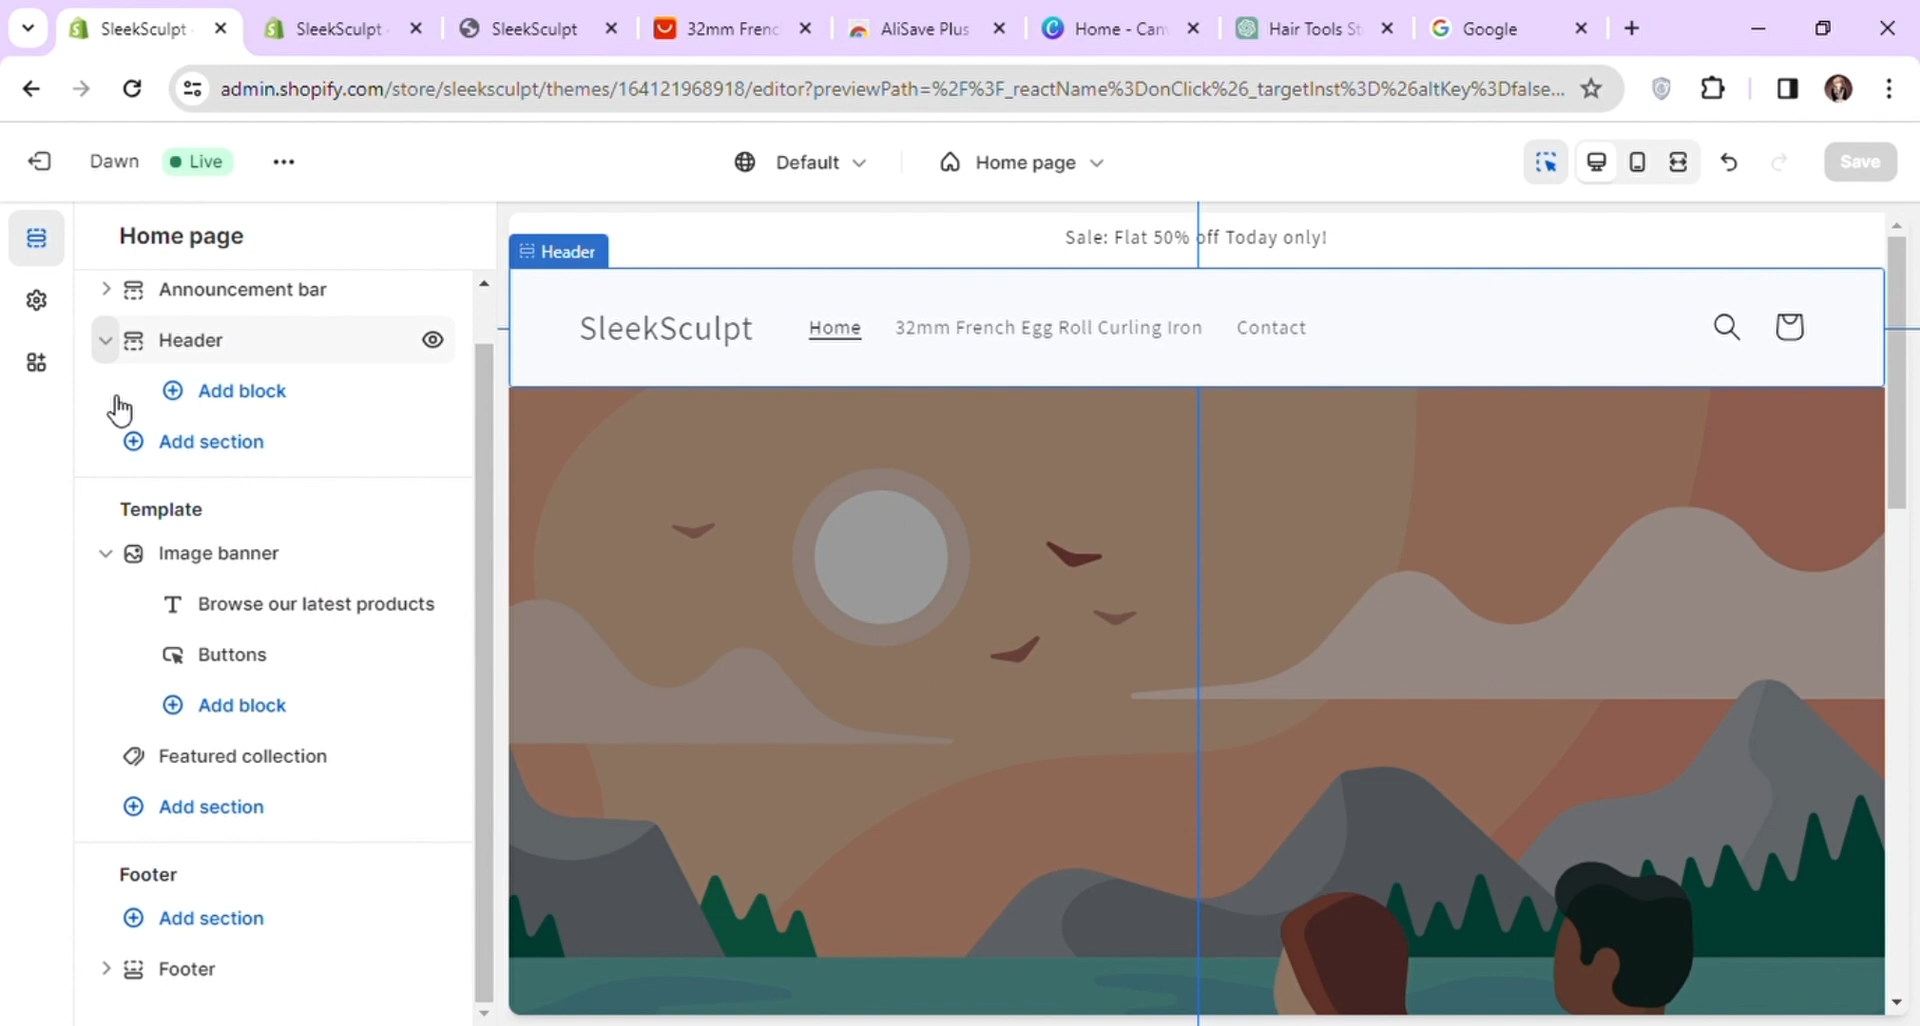 SleekSculpt
SleekSculpt
SleekSculpt
32mm Frenc
AliSave Plus
Home - Can
Hair Tools St
Google
admin.shopify.com/store/sleeksculpt/themes/164121968918/editor?previewPath=%2F%3F_reactName%3DonClick%26_targetInst%3D%26altKey%3Dfalse...
Dawn
Live
Default
Home page
Save
Home page
Announcement bar
Header
Add block
Add section
Template
Image banner
Browse our latest products
Buttons
Add block
Featured collection
Add section
Footer
Add section
Footer
Sale: Flat 50% off Today only!
Header
SleekSculpt
Home
32mm French Egg Roll Curling Iron
Contact